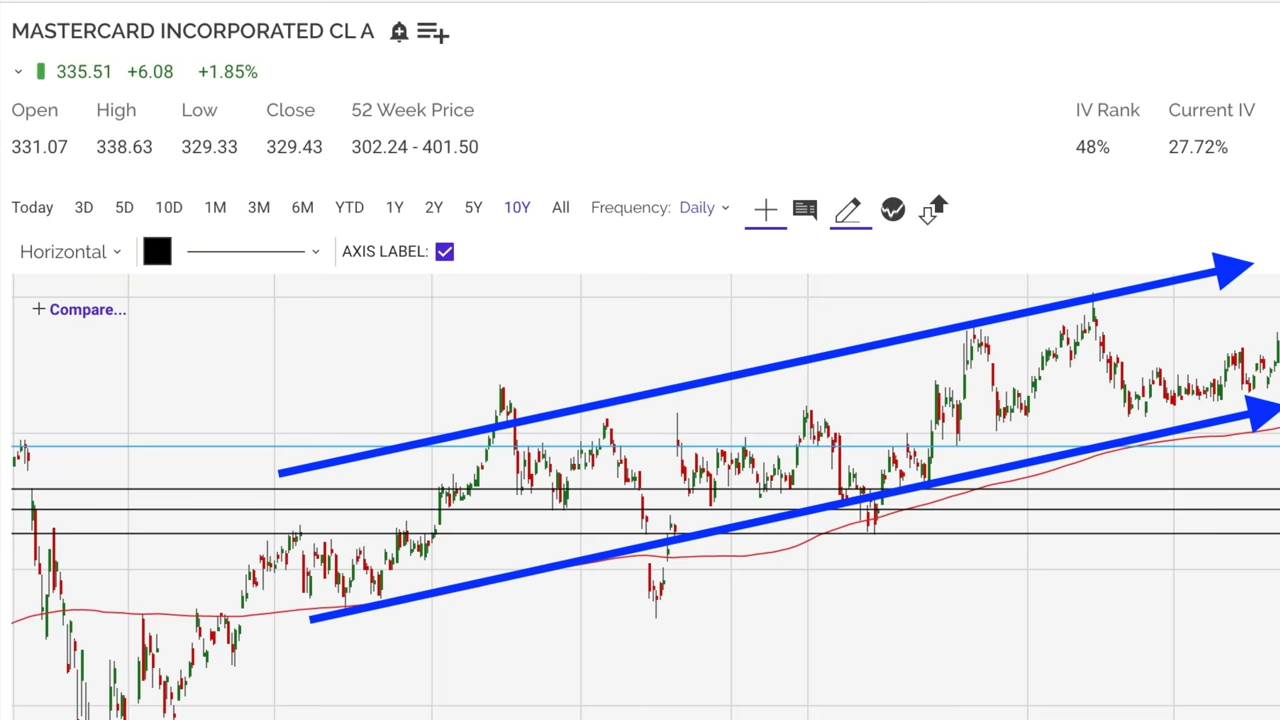 MASTERCARD INCORPORATED CL A
335.51 +6.08 +1.85%
Open High Low Close 52 Week Price IV Rank Current IV
331.07 338.63 329.33 329.43 302.24 - 401.50 48% 27.72%
Today 3D 5D 10D 1M 3M 6M YTD 1Y 2Y 5Y 10Y All Frequency: Daily
Horizontal AXIS LABEL:
+ Compare...